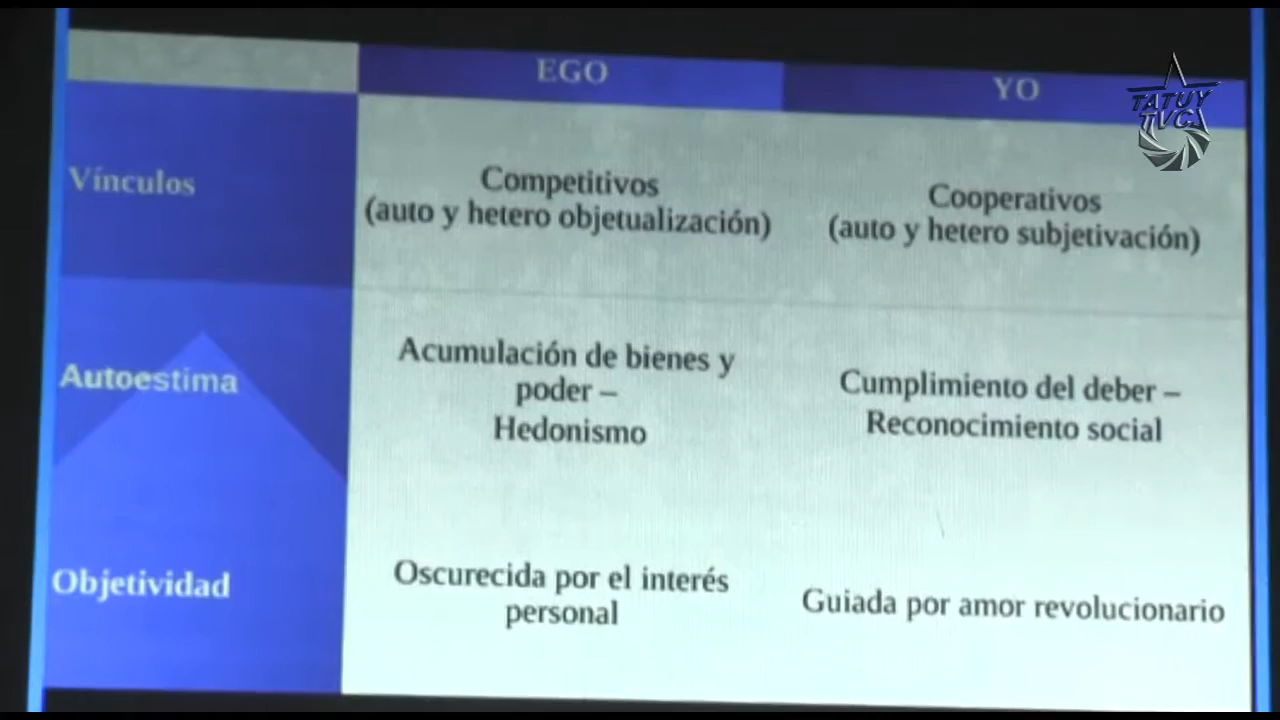 EGO
YO
TATUY
TVC
Vínculos
Competitivos
(auto y hetero objetualización)
Cooperativos
(auto y hetero subjetivación)
Autoestima
Acumulación de bienes y
poder –
Hedonismo
Cumplimiento del deber –
Reconocimiento social
Objetividad
Oscurecida por el interés
personal
Guiada por amor revolucionario